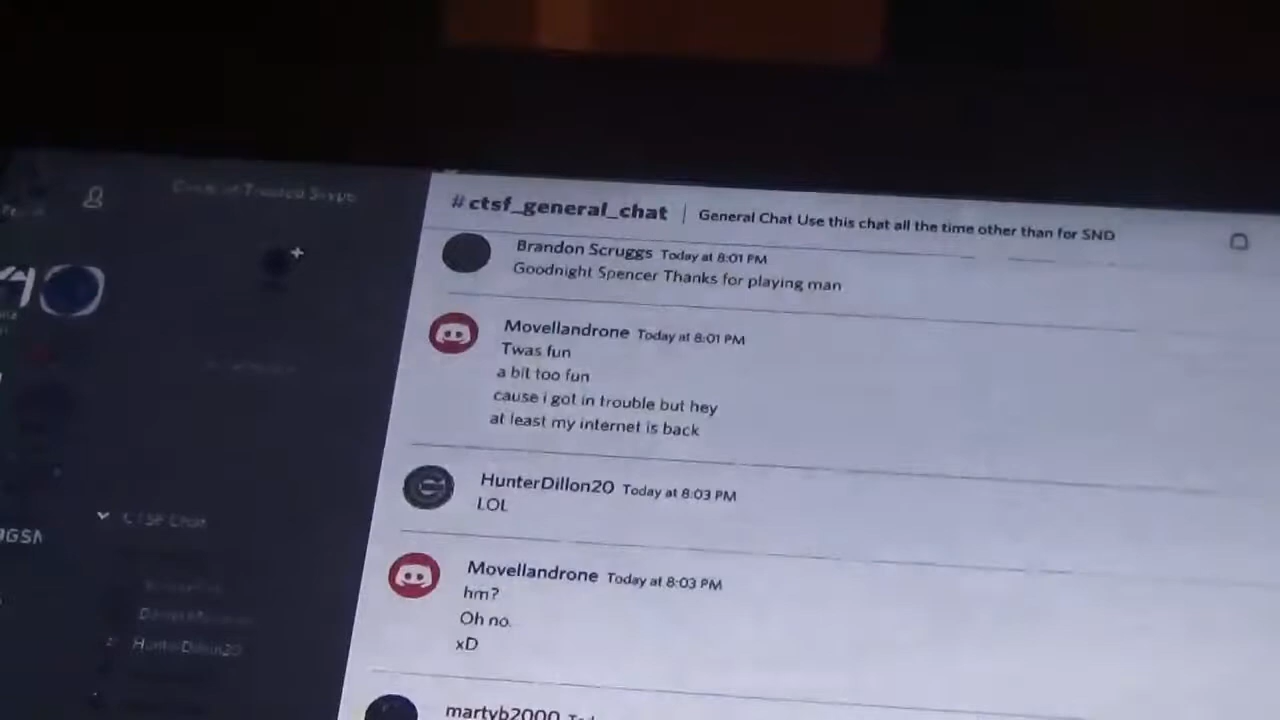 #ctsf_general_chat
General Chat Use this chat all the time other than for SND
Brandon Scruggs Today at 8:01 PM
Goodnight Spencer Thanks for playing man
Movellandrone Today at 8:01 PM
Twas fun
a bit too fun
cause i got in trouble but hey
at least my internet is back
HunterDillon20 Today at 8:03 PM
LOL
Movellandrone Today at 8:03 PM
hm?
Oh no.
xD
martyb2000
CTSF Chat
HunterDillon20